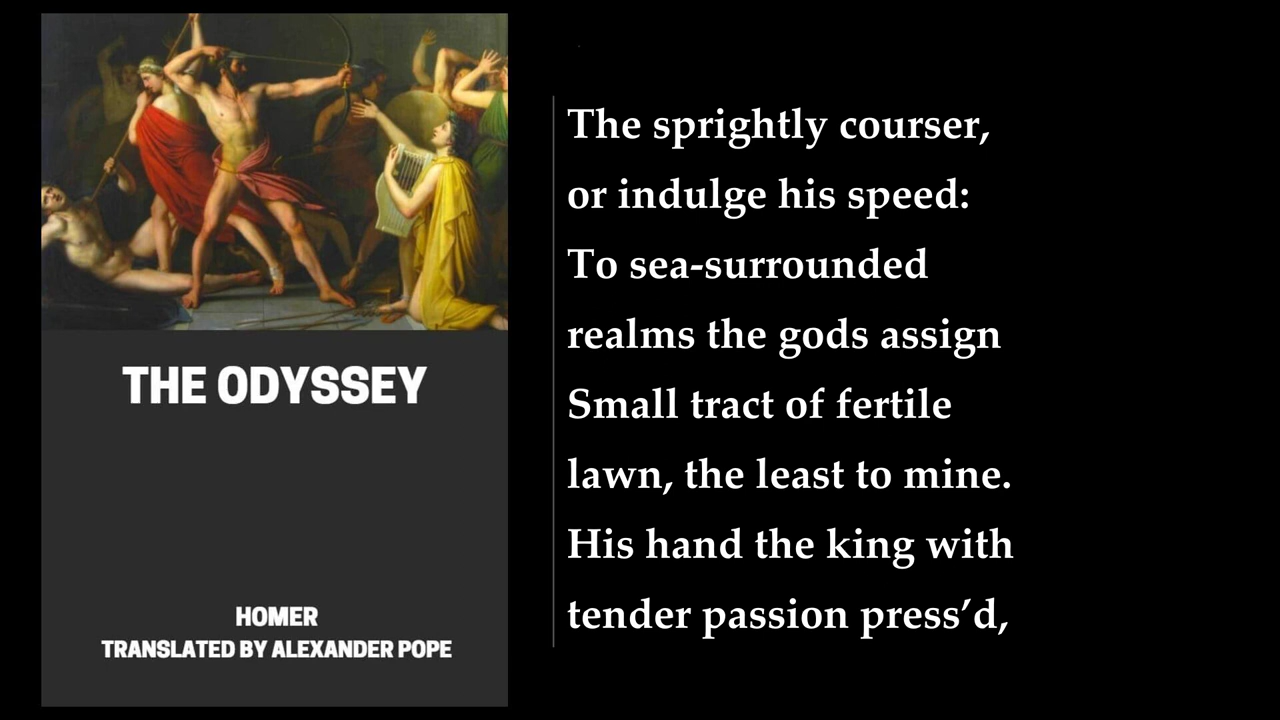 THE ODYSSEY
HOMER
TRANSLATED BY ALEXANDER POPE
The sprightly courser,
or indulge his speed:
To sea-surrounded
realms the gods assign
Small tract of fertile
lawn, the least to mine.
His hand the king with
tender passion press’d,